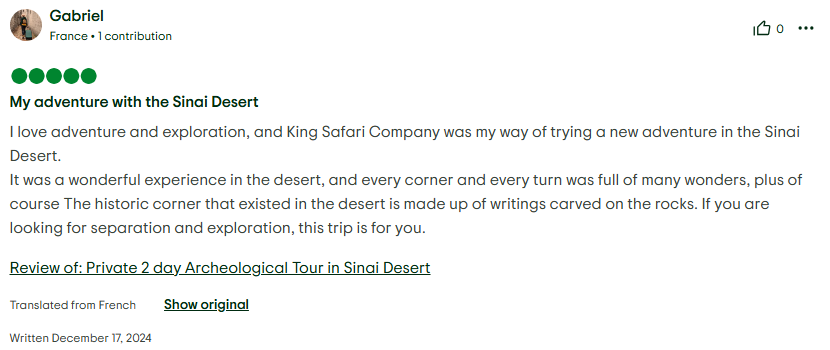 Gabriel
France • 1 contribution
0
My adventure with the Sinai Desert
I love adventure and exploration, and King Safari Company was my way of trying a new adventure in the Sinai
Desert.
It was a wonderful experience in the desert, and every corner and every turn was full of many wonders, plus of
course The historic corner that existed in the desert is made up of writings carved on the rocks. If you are
looking for separation and exploration, this trip is for you.
Review of: Private 2 day Archeological Tour in Sinai Desert
Translated from French Show original
Written December 17, 2024